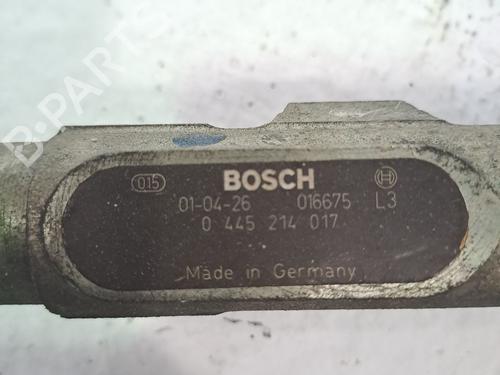 B-PARTS
015 BOSCH
01-04-26 016675 L3
0 445 214 017
Made in Germany